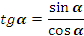 tgα = sin α / cos α